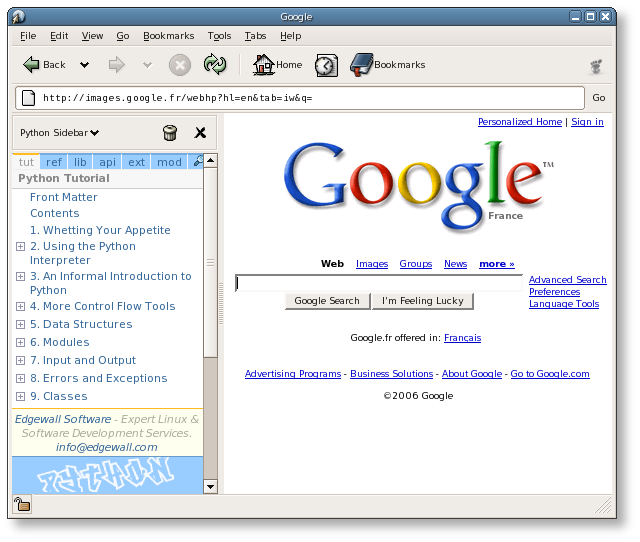 Google
File Edit View Go Bookmarks Tools Tabs Help
Back Home Bookmarks
http://images.google.fr/webhp?hl=en&tab=iw&q= Go
Python Sidebar
tut ref lib api ext mod
Python Tutorial
Front Matter
Contents
1. Whetting Your Appetite
2. Using the Python
Interpreter
3. An Informal Introduction to
Python
4. More Control Flow Tools
5. Data Structures
6. Modules
7. Input and Output
8. Errors and Exceptions
9. Classes
Edgewall Software - Expert Linux &
Software Development Services.
info@edgewall.com
PYTHON
Personalized Home | Sign in
Google™
France
Web Images Groups News more »
Advanced Search
Preferences
Language Tools
Google Search I'm Feeling Lucky
Google.fr offered in: Francais
Advertising Programs - Business Solutions - About Google - Go to Google.com
©2006 Google